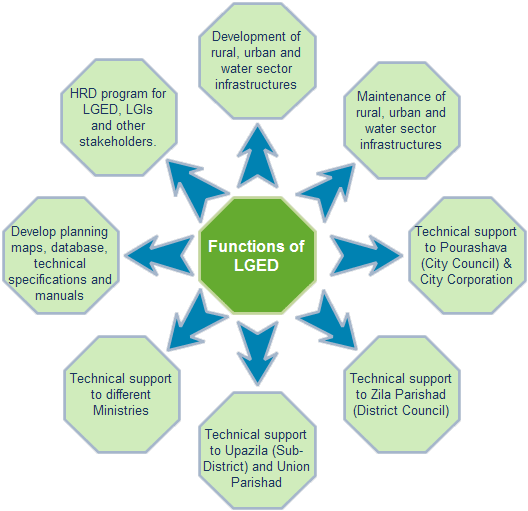 Development of
rural, urban and
water sector
infrastructures
Maintenance of
rural, urban and
water sector
infrastructures
Technical support
to Pourashava
(City Council) &
City Corporation
Technical support
to Zila Parishad
(District Council)
Technical support
to Upazila (Sub-
District) and Union
Parishad
Technical support
to different
Ministries
Develop planning
maps, database,
technical
specifications and
manuals
HRD program for
LGED, LGIs
and other
stakeholders.
Functions of
LGED